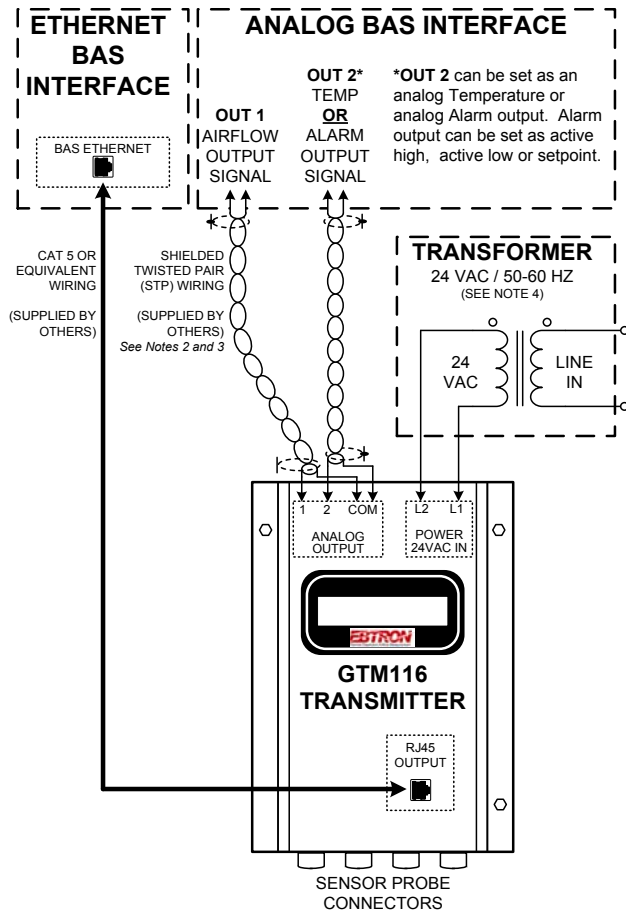 ETHERNET
BAS
INTERFACE
BAS ETHERNET
ANALOG BAS INTERFACE
OUT 1
AIRFLOW
OUTPUT
SIGNAL
OUT 2*
TEMP
OR
ALARM
OUTPUT
SIGNAL
*OUT 2 can be set as an
analog Temperature or
analog Alarm output. Alarm
output can be set as active
high, active low or setpoint.
CAT 5 OR
EQUIVALENT
WIRING
(SUPPLIED BY
OTHERS)
SHIELDED
TWISTED PAIR
(STP) WIRING
(SUPPLIED BY
OTHERS)
See Notes 2 and 3
TRANSFORMER
24 VAC / 50-60 HZ
(SEE NOTE 4)
24
VAC
LINE
IN
1 2 COM
ANALOG
OUTPUT
L2 L1
POWER
24VAC IN
EBTRON
GTM116
TRANSMITTER
RJ45
OUTPUT
SENSOR PROBE
CONNECTORS